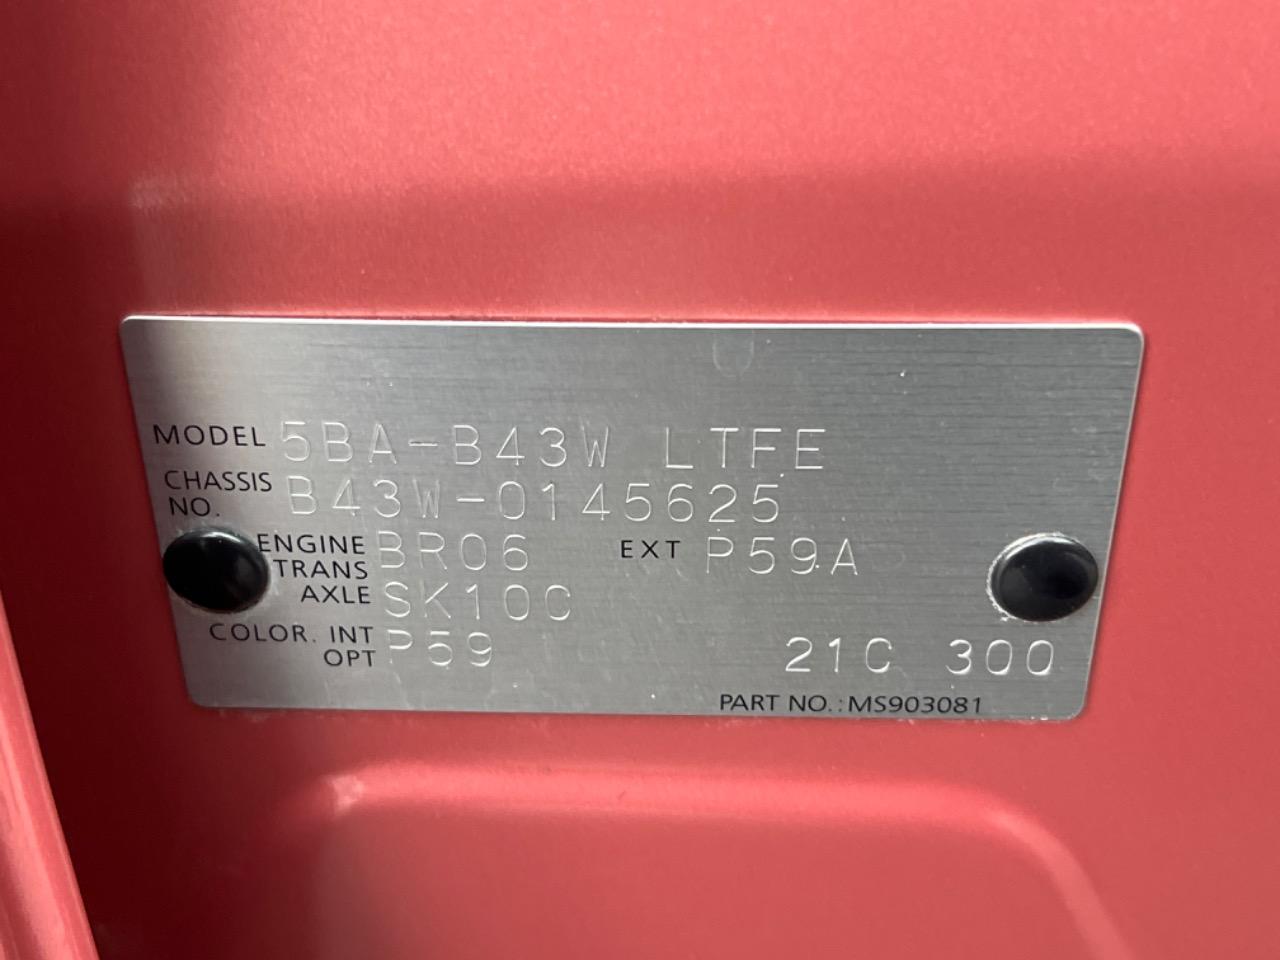 MODEL 5BA-B43W LTFE
CHASSIS NO. B43W-0145625
ENGINE BR06 EXT P59A
TRANS AXLE SK10C
COLOR. INT P59
OPT 21C 300
PART NO.: MS903081